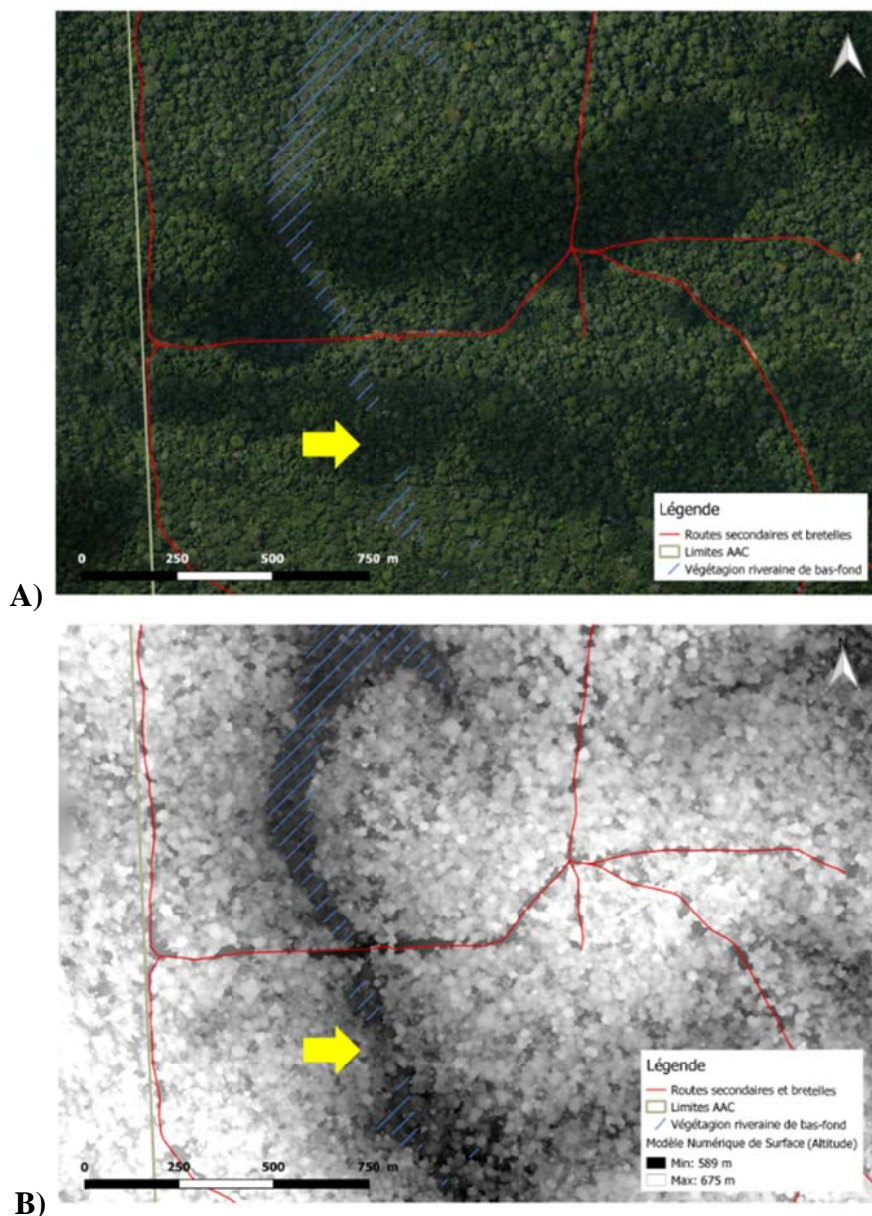 Légende
Routes secondaires et bretelles
Limites AAC
Végétagion riveraine de bas-fond
0 250 500 750 m
A)
Légende
Routes secondaires et bretelles
Limites AAC
Végétagion riveraine de bas-fond
Modèle Numérique de Surface (Altitude)
Min: 589 m
Max: 675 m
0 250 500 750 m
B)